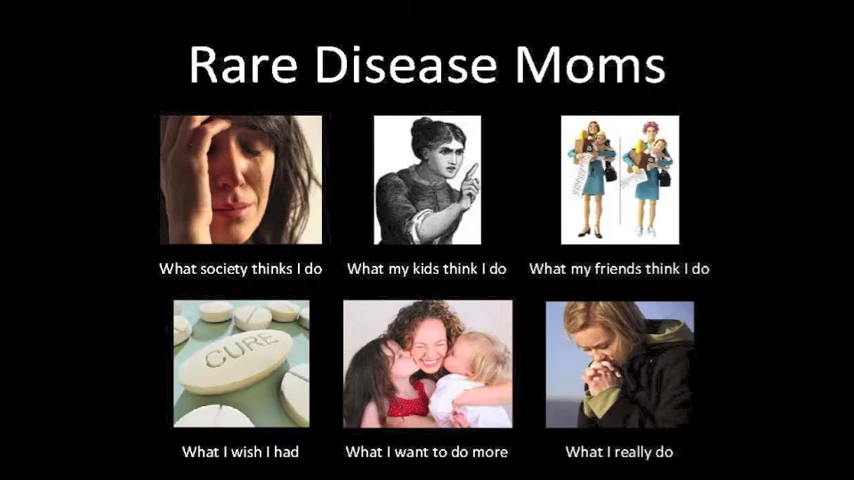 Rare Disease Moms
What society thinks I do
What my kids think I do
What my friends think I do
CURE
What I wish I had
What I want to do more
What I really do